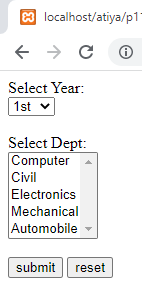 localhost/atiya/p1
Select Year:
1st
Select Dept:
Computer
Civil
Electronics
Mechanical
Automobile
submit reset